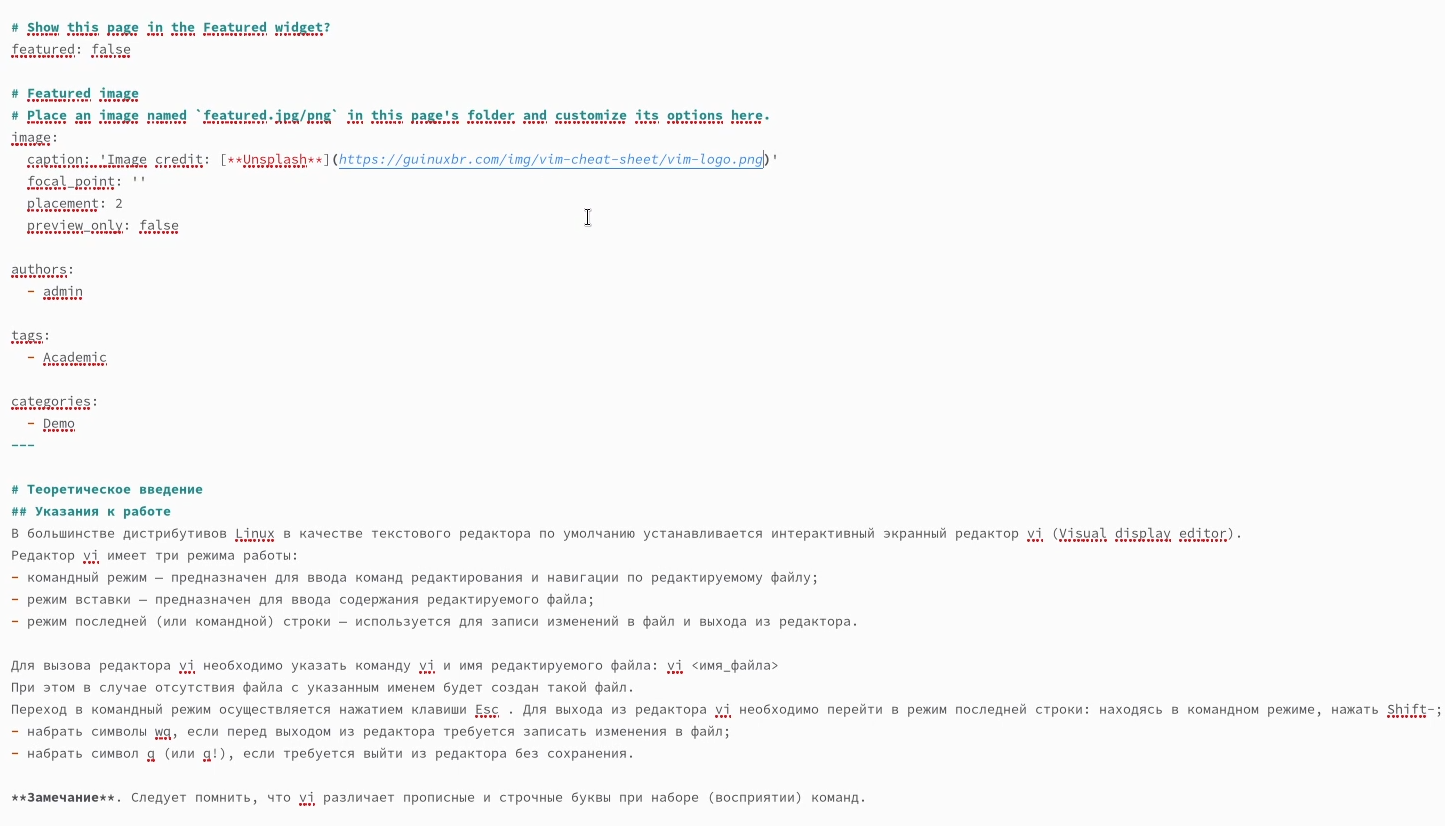 # Show this page in the Featured widget?
featured: false
# Featured image
# Place an image named `featured.jpg/png` in this page's folder and customize its options here.
image:
  caption: 'Image credit: [**Unsplash**](https://guinuxbr.com/img/vim-cheat-sheet/vim-logo.png)'
  focal_point: ''
  placement: 2
  preview_only: false
authors:
  - admin
tags:
  - Academic
categories:
  - Demo
---
# Теоретическое введение
## Указания к работе
В большинстве дистрибутивов Linux в качестве текстового редактора по умолчанию устанавливается интерактивный экранный редактор vi (Visual display editor).
Редактор vi имеет три режима работы:
- командный режим — предназначен для ввода команд редактирования и навигации по редактируемому файлу;
- режим вставки — предназначен для ввода содержания редактируемого файла;
- режим последней (или командной) строки — используется для записи изменений в файл и выхода из редактора.
Для вызова редактора vi необходимо указать команду vi и имя редактируемого файла: vi <имя_файла>
При этом в случае отсутствия файла с указанным именем будет создан такой файл.
Переход в командный режим осуществляется нажатием клавиши Esc . Для выхода из редактора vi необходимо перейти в режим последней строки: находясь в командном режиме, нажать Shift-;
- набрать символы wq, если перед выходом из редактора требуется записать изменения в файл;
- набрать символ q (или q!), если требуется выйти из редактора без сохранения.
**Замечание**. Следует помнить, что vi различает прописные и строчные буквы при наборе (восприятии) команд.